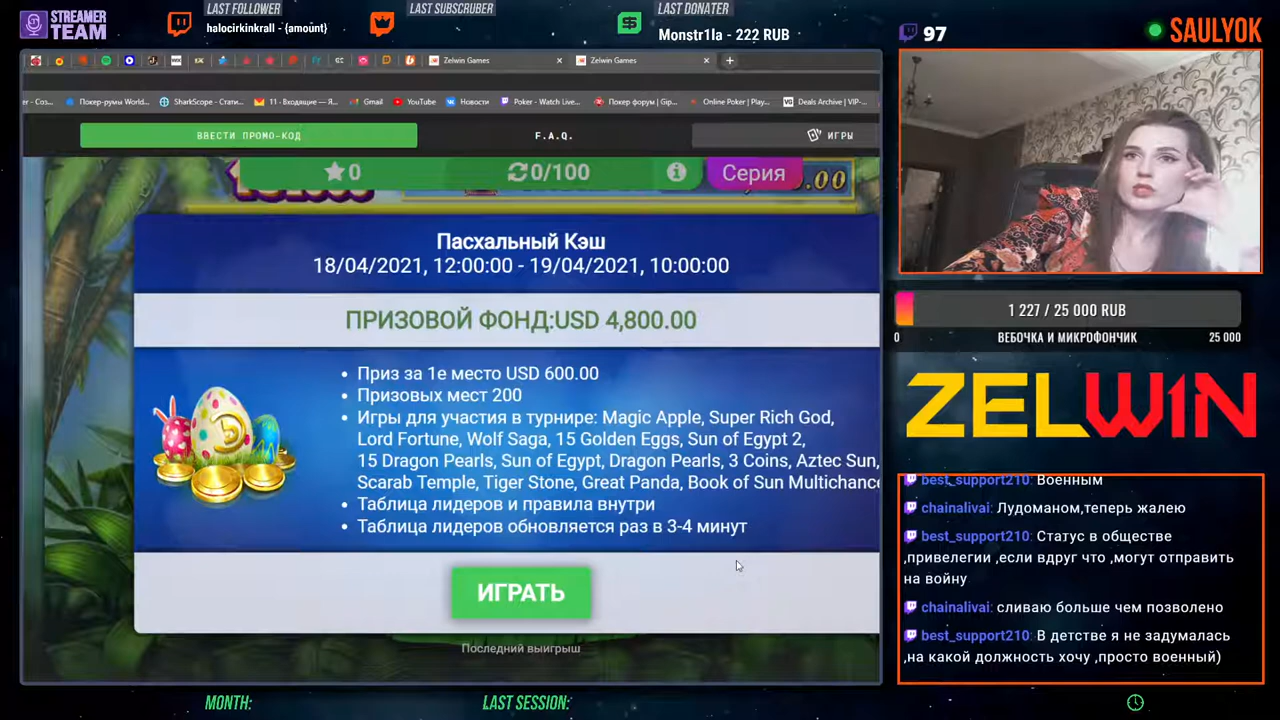 STREAMER
TEAM
LAST FOLLOWER
halocirkinkrall - {amount}
LAST SUBSCRUBER
LAST DONATER
Monstr1la - 222 RUB
97
SAULYOK
Zelwin Games
Zelwin Games
er - Соз...
Покер-румы World...
SharkScope - Стати...
11 · Входящие — Я...
Gmail
YouTube
Новости
Poker - Watch Live...
Покер форум | Gip...
Online Poker | Play...
Deals Archive | VIP-...
ВВЕСТИ ПРОМО-КОД
F.A.Q.
ИГРЫ
0
0/100
Серия
.00
Пасхальный Кэш
18/04/2021, 12:00:00 - 19/04/2021, 10:00:00
ПРИЗОВОЙ ФОНД:USD 4,800.00
• Приз за 1е место USD 600.00
• Призовых мест 200
• Игры для участия в турнире: Magic Apple, Super Rich God,
Lord Fortune, Wolf Saga, 15 Golden Eggs, Sun of Egypt 2,
15 Dragon Pearls, Sun of Egypt, Dragon Pearls, 3 Coins, Aztec Sun,
Scarab Temple, Tiger Stone, Great Panda, Book of Sun Multichance
• Таблица лидеров и правила внутри
• Таблица лидеров обновляется раз в 3-4 минут
ИГРАТЬ
Последний выигрыш
1 227 / 25 000 RUB
0
ВЕБОЧКА И МИКРОФОНЧИК
25 000
ZELWIN
best_support210: Военным
chainalivai: Лудоманом,теперь жалею
best_support210: Статус в обществе
,привелегии ,если вдруг что ,могут отправить
на войну
chainalivai: сливаю больше чем позволено
best_support210: В детстве я не задумалась
,на какой должность хочу ,просто военный)
MONTH:
LAST SESSION: